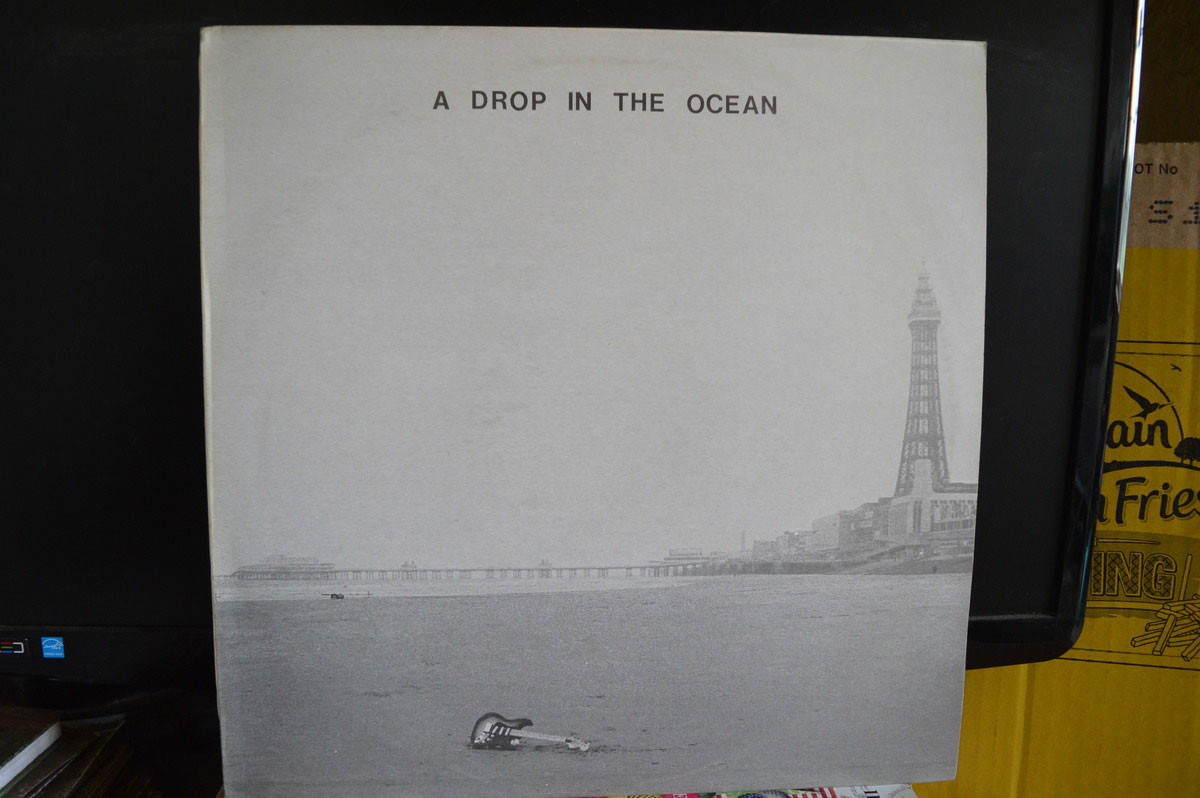 A DROP IN THE OCEAN
OT No
S
ain
Fries
ING